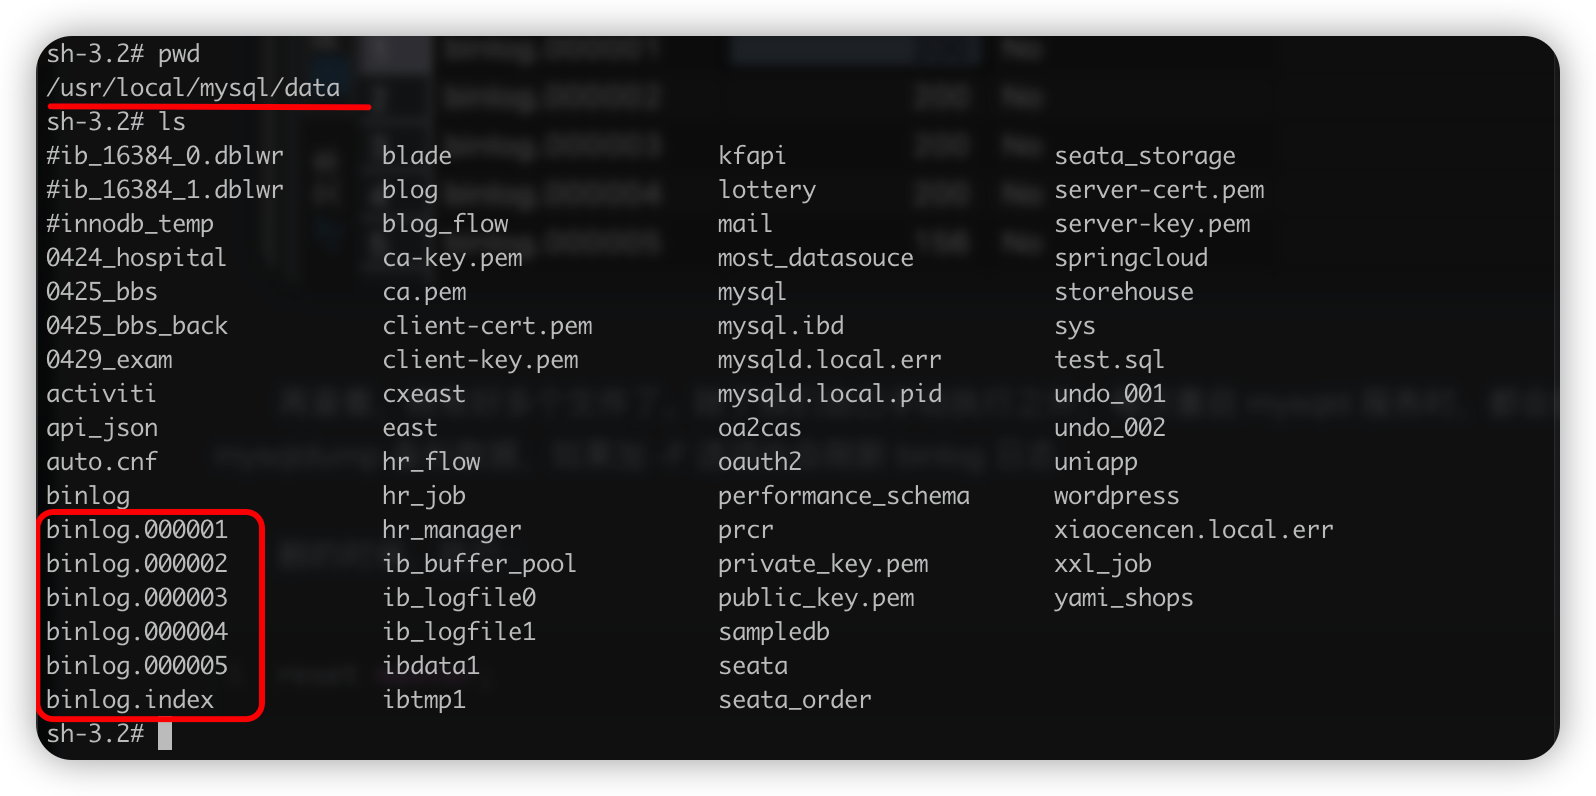 sh-3.2# pwd
/usr/local/mysql/data
sh-3.2# ls
#ib_16384_0.dblwr blade kfapi seata_storage
#ib_16384_1.dblwr blog lottery server-cert.pem
#innodb_temp blog_flow mail server-key.pem
0424_hospital ca-key.pem most_datasouce springcloud
0425_bbs ca.pem mysql storehouse
0425_bbs_back client-cert.pem mysql.ibd sys
0429_exam client-key.pem mysqld.local.err test.sql
activiti cxeast mysqld.local.pid undo_001
api_json east oa2cas undo_002
auto.cnf hr_flow oauth2 uniapp
binlog hr_job performance_schema wordpress
binlog.000001 hr_manager prcr xiaocencen.local.err
binlog.000002 ib_buffer_pool private_key.pem xxl_job
binlog.000003 ib_logfile0 public_key.pem yami_shops
binlog.000004 ib_logfile1 sampledb
binlog.000005 ibdata1 seata
binlog.index ibtmp1 seata_order
sh-3.2#